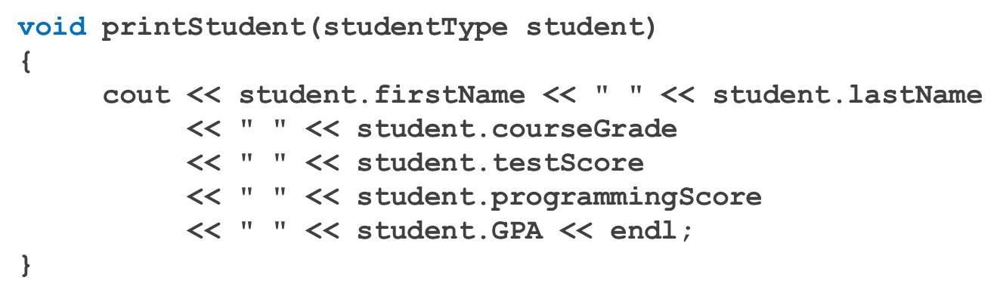 void printStudent(studentType student)
{
cout << student.firstName << " " << student.lastName
<< " " << student.courseGrade
<< " " << student.testScore
<< " " << student.programmingScore
<< " " << student.GPA << endl;
}